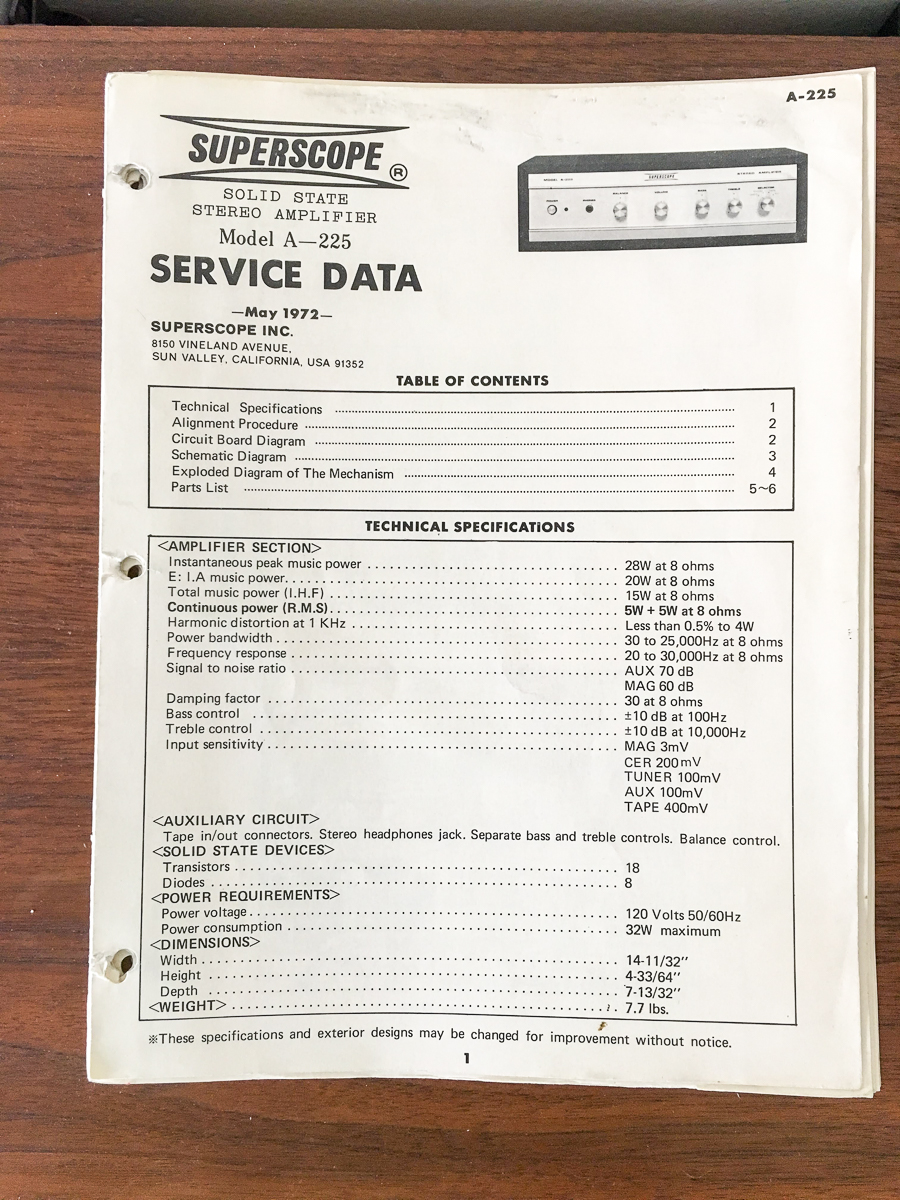 A-225
SUPERSCOPE ®
SOLID STATE
STEREO AMPLIFIER
Model A—225
SERVICE DATA
—May 1972—
SUPERSCOPE INC.
8150 VINELAND AVENUE,
SUN VALLEY, CALIFORNIA, USA 91352
SUPERSCOPE
TABLE OF CONTENTS
Technical Specifications 1
Alignment Procedure 2
Circuit Board Diagram 2
Schematic Diagram 3
Exploded Diagram of The Mechanism 4
Parts List 5~6
TECHNICAL SPECIFICATIONS
<AMPLIFIER SECTION>
Instantaneous peak music power 28W at 8 ohms
E: I.A music power 20W at 8 ohms
Total music power (I.H.F) 15W at 8 ohms
Continuous power (R.M.S) 5W + 5W at 8 ohms
Harmonic distortion at 1 KHz Less than 0.5% to 4W
Power bandwidth 30 to 25,000Hz at 8 ohms
Frequency response 20 to 30,000Hz at 8 ohms
Signal to noise ratio AUX 70 dB
MAG 60 dB
Damping factor 30 at 8 ohms
Bass control ±10 dB at 100Hz
Treble control ±10 dB at 10,000Hz
Input sensitivity MAG 3mV
CER 200mV
TUNER 100mV
AUX 100mV
TAPE 400mV
<AUXILIARY CIRCUIT>
Tape in/out connectors. Stereo headphones jack. Separate bass and treble controls. Balance control.
<SOLID STATE DEVICES>
Transistors 18
Diodes 8
<POWER REQUIREMENTS>
Power voltage 120 Volts 50/60Hz
Power consumption 32W maximum
<DIMENSIONS>
Width 14-11/32"
Height 4-33/64"
Depth 7-13/32"
<WEIGHT> 7.7 lbs.
※These specifications and exterior designs may be changed for improvement without notice.
1